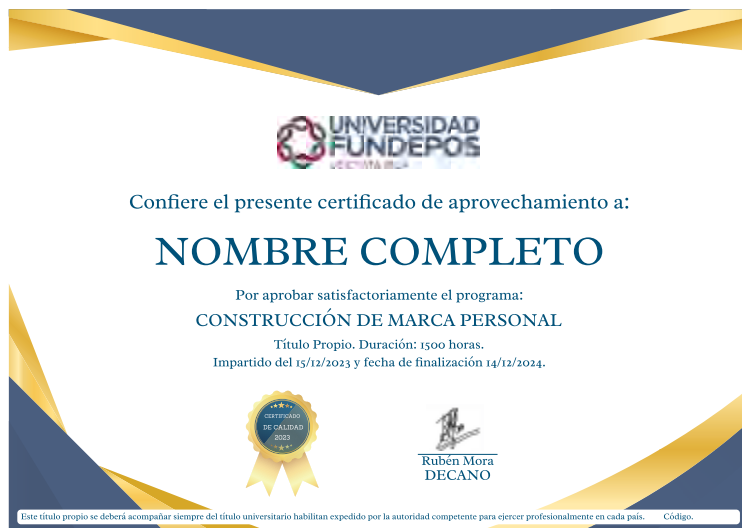 UNIVERSIDAD
FUNDEPOS
Confiere el presente certificado de aprovechamiento a:
NOMBRE COMPLETO
Por aprobar satisfactoriamente el programa:
CONSTRUCCIÓN DE MARCA PERSONAL
Título Propio. Duración: 1500 horas.
Impartido del 15/12/2023 y fecha de finalización 14/12/2024.
CERTIFICADO
DE CALIDAD
2023
Rubén Mora
DECANO
Este título propio se deberá acompañar siempre del título universitario habilitan expedido por la autoridad competente para ejercer profesionalmente en cada país. Código.